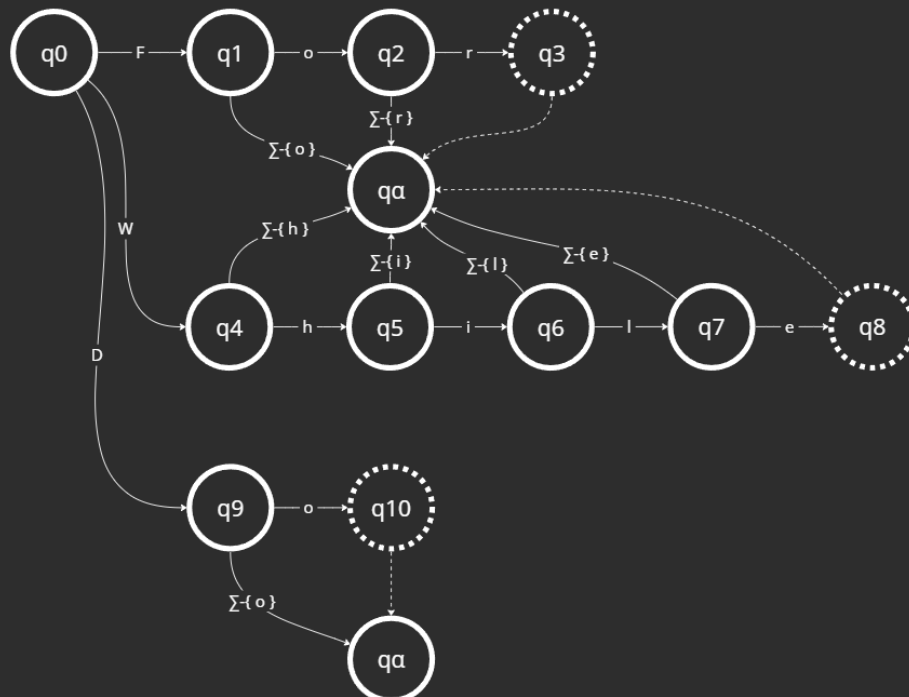 q0 F q1 o q2 r q3
∑-{ r }
∑-{ o }
qα
W ∑-{ h }
∑-{ i } ∑-{ l } ∑-{ e }
q4 h q5 i q6 l q7 e q8
D
q9 o q10
∑-{ o }
qα